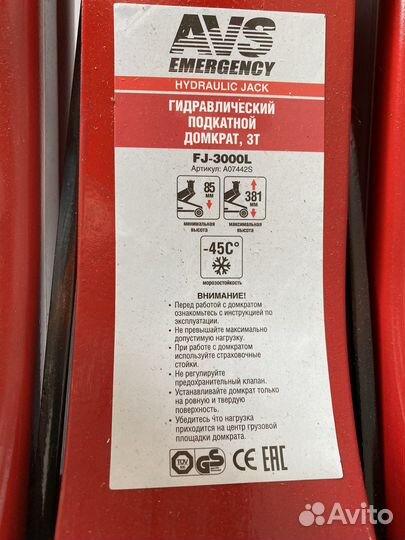 AVS
EMERGENCY
HYDRAULIC JACK
ГИДРАВЛИЧЕСКИЙ
ПОДКАТНОЙ
ДОМКРАТ, 3Т
FJ-3000L
Артикул: A07442S
85
ММ
381
ММ
минимальная
высота
максимальная
высота
-45C°
морозостойкость
ВНИМАНИЕ!
• Перед работой с домкратом
ознакомьтесь с инструкцией по
эксплуатации.
• Не превышайте максимально
допустимую нагрузку.
• При работе с домкратом
используйте страховочные
стойки.
• Не регулируйте
предохранительный клапан.
• Устанавливайте домкрат только
на ровную и твердую
поверхность.
• Убедитесь Что нагрузка
приходится на центр грузовой
площадки домкрата.
TÜV
GS
CE
EAC
Avito